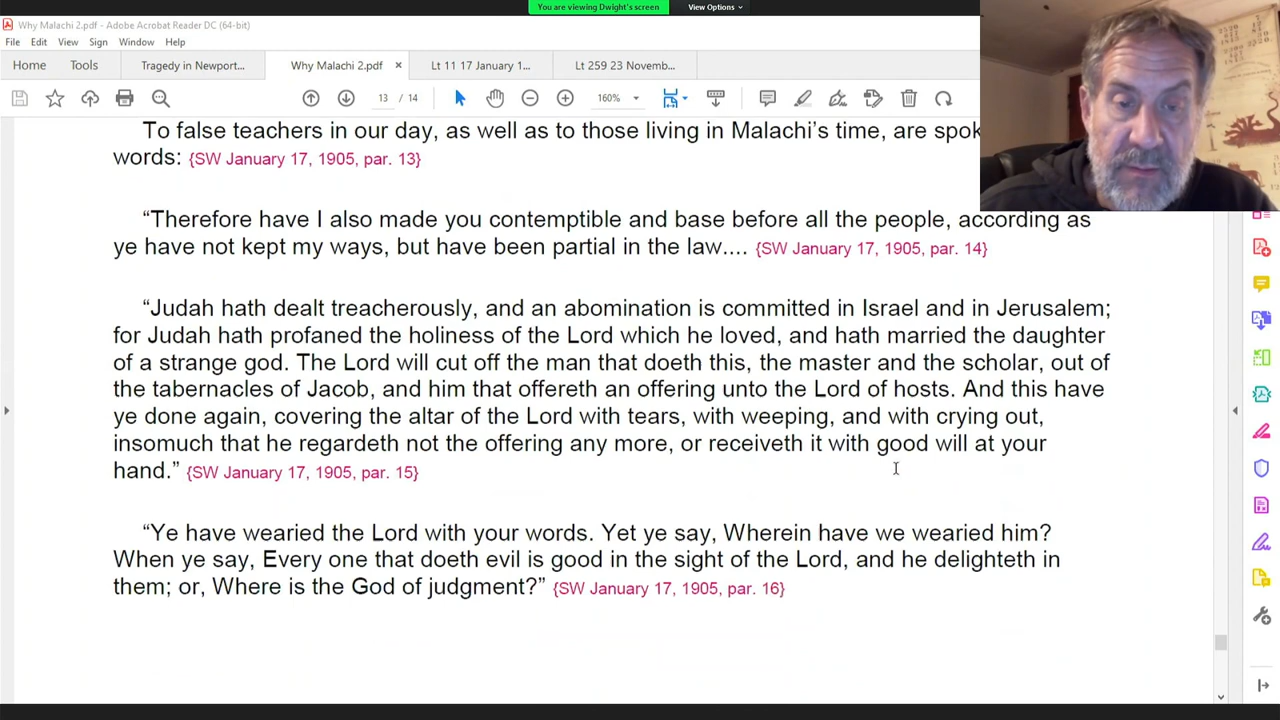 You are viewing Dwight's screen View Options
Why Malachi 2.pdf - Adobe Acrobat Reader DC (64-bit)
File Edit View Sign Window Help
Home Tools Tragedy in Newport... Why Malachi 2.pdf × Lt 11 17 January 1... Lt 259 23 Novemb...
13 / 14 160%
To false teachers in our day, as well as to those living in Malachi's time, are spok
words: {SW January 17, 1905, par. 13}
“Therefore have I also made you contemptible and base before all the people, according as
ye have not kept my ways, but have been partial in the law.... {SW January 17, 1905, par. 14}
“Judah hath dealt treacherously, and an abomination is committed in Israel and in Jerusalem;
for Judah hath profaned the holiness of the Lord which he loved, and hath married the daughter
of a strange god. The Lord will cut off the man that doeth this, the master and the scholar, out of
the tabernacles of Jacob, and him that offereth an offering unto the Lord of hosts. And this have
ye done again, covering the altar of the Lord with tears, with weeping, and with crying out,
insomuch that he regardeth not the offering any more, or receiveth it with good will at your
hand.” {SW January 17, 1905, par. 15}
“Ye have wearied the Lord with your words. Yet ye say, Wherein have we wearied him?
When ye say, Every one that doeth evil is good in the sight of the Lord, and he delighteth in
them; or, Where is the God of judgment?” {SW January 17, 1905, par. 16}